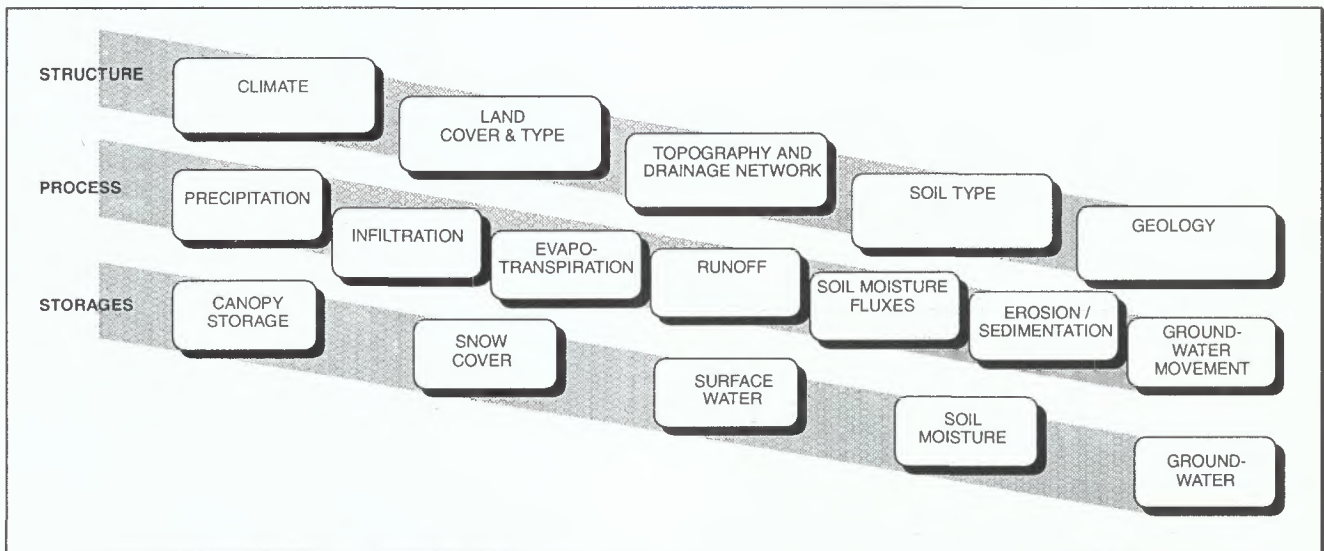 STRUCTURE
CLIMATE
LAND
COVER & TYPE
TOPOGRAPHY AND
DRAINAGE NETWORK
SOIL TYPE
GEOLOGY
PROCESS
PRECIPITATION
INFILTRATION
EVAPO-
TRANSPIRATION
RUNOFF
SOIL MOISTURE
FLUXES
EROSION /
SEDIMENTATION
GROUND-
WATER
MOVEMENT
STORAGES
CANOPY
STORAGE
SNOW
COVER
SURFACE
WATER
SOIL
MOISTURE
GROUND-
WATER